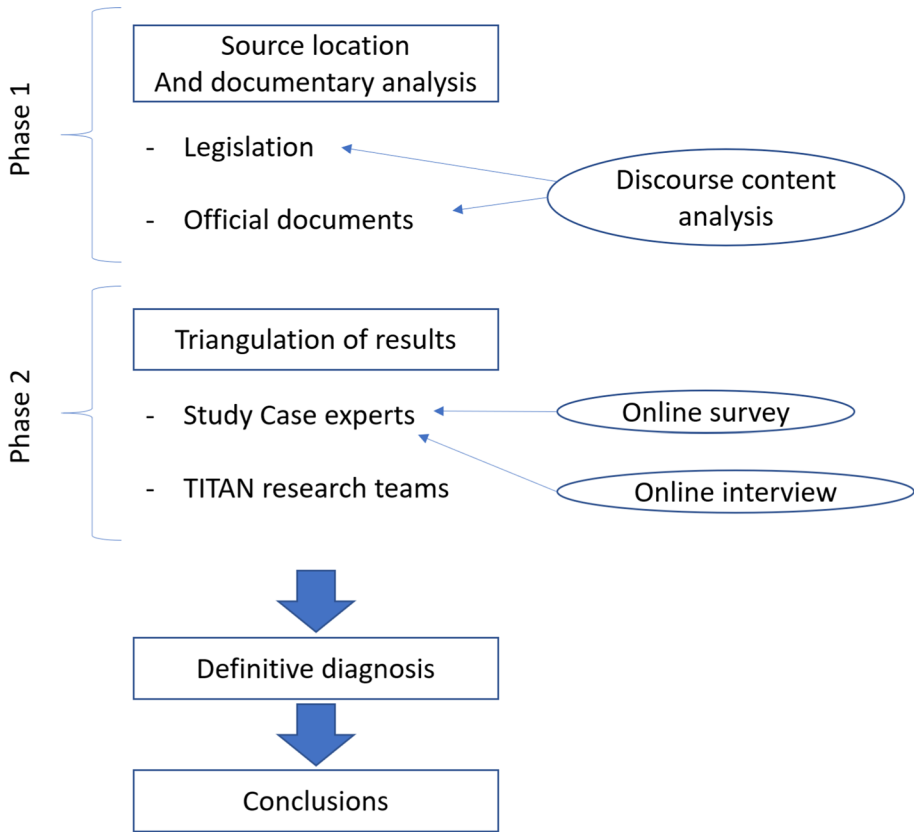 Phase 1
Source location
And documentary analysis
- Legislation
- Official documents
Discourse content
analysis
Phase 2
Triangulation of results
- Study Case experts
Online survey
- TITAN research teams
Online interview
Definitive diagnosis
Conclusions